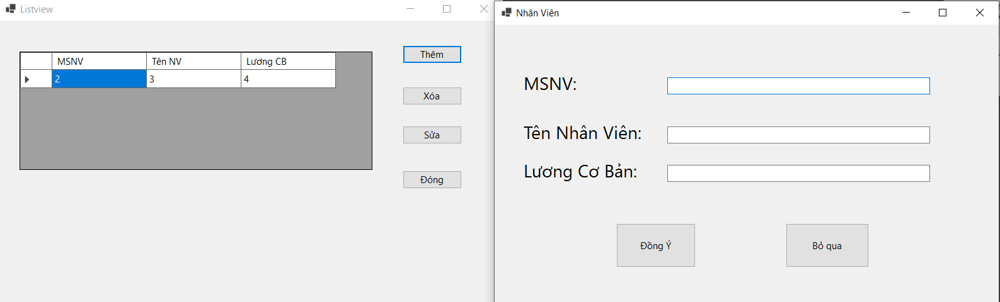 Listview
MSNV Tên NV Lương CB
2 3 4
Thêm
Xóa
Sửa
Đóng
Nhân Viên
MSNV:
Tên Nhân Viên:
Lương Cơ Bản:
Đồng Ý Bỏ qua